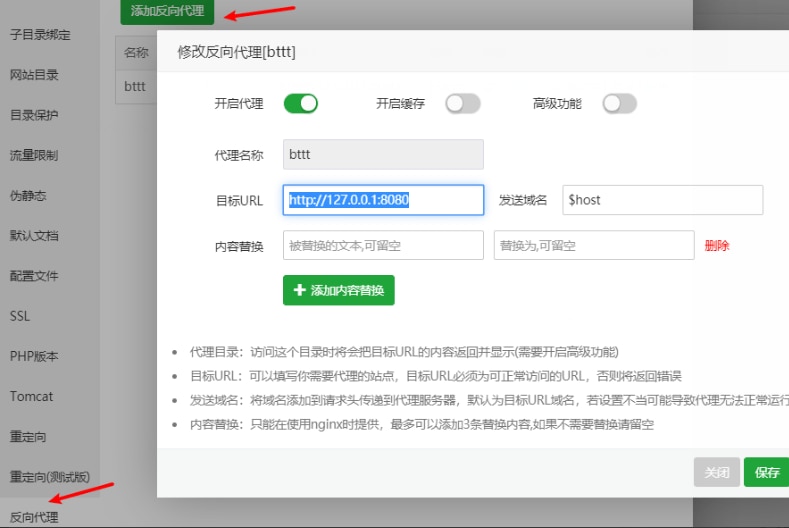 添加反向代理
子目录绑定
网站目录
目录保护
流量限制
伪静态
默认文档
配置文件
SSL
PHP版本
Tomcat
重定向
重定向(测试版)
反向代理
名称
bttt
修改反向代理[bttt]
开启代理 开启缓存 高级功能
代理名称 bttt
目标URL http://127.0.0.1:8080 发送域名 $host
内容替换 被替换的文本,可留空 替换为,可留空 删除
添加内容替换
代理目录：访问这个目录时将会把目标URL的内容返回并显示(需要开启高级功能)
目标URL：可以填写你需要代理的站点，目标URL必须为可正常访问的URL，否则将返回错误
发送域名：将域名添加到请求头传递到代理服务器，默认为目标URL域名，若设置不当可能导致代理无法正常运行
内容替换：只能在使用nginx时提供，最多可以添加3条替换内容,如果不需要替换请留空
关闭 保存